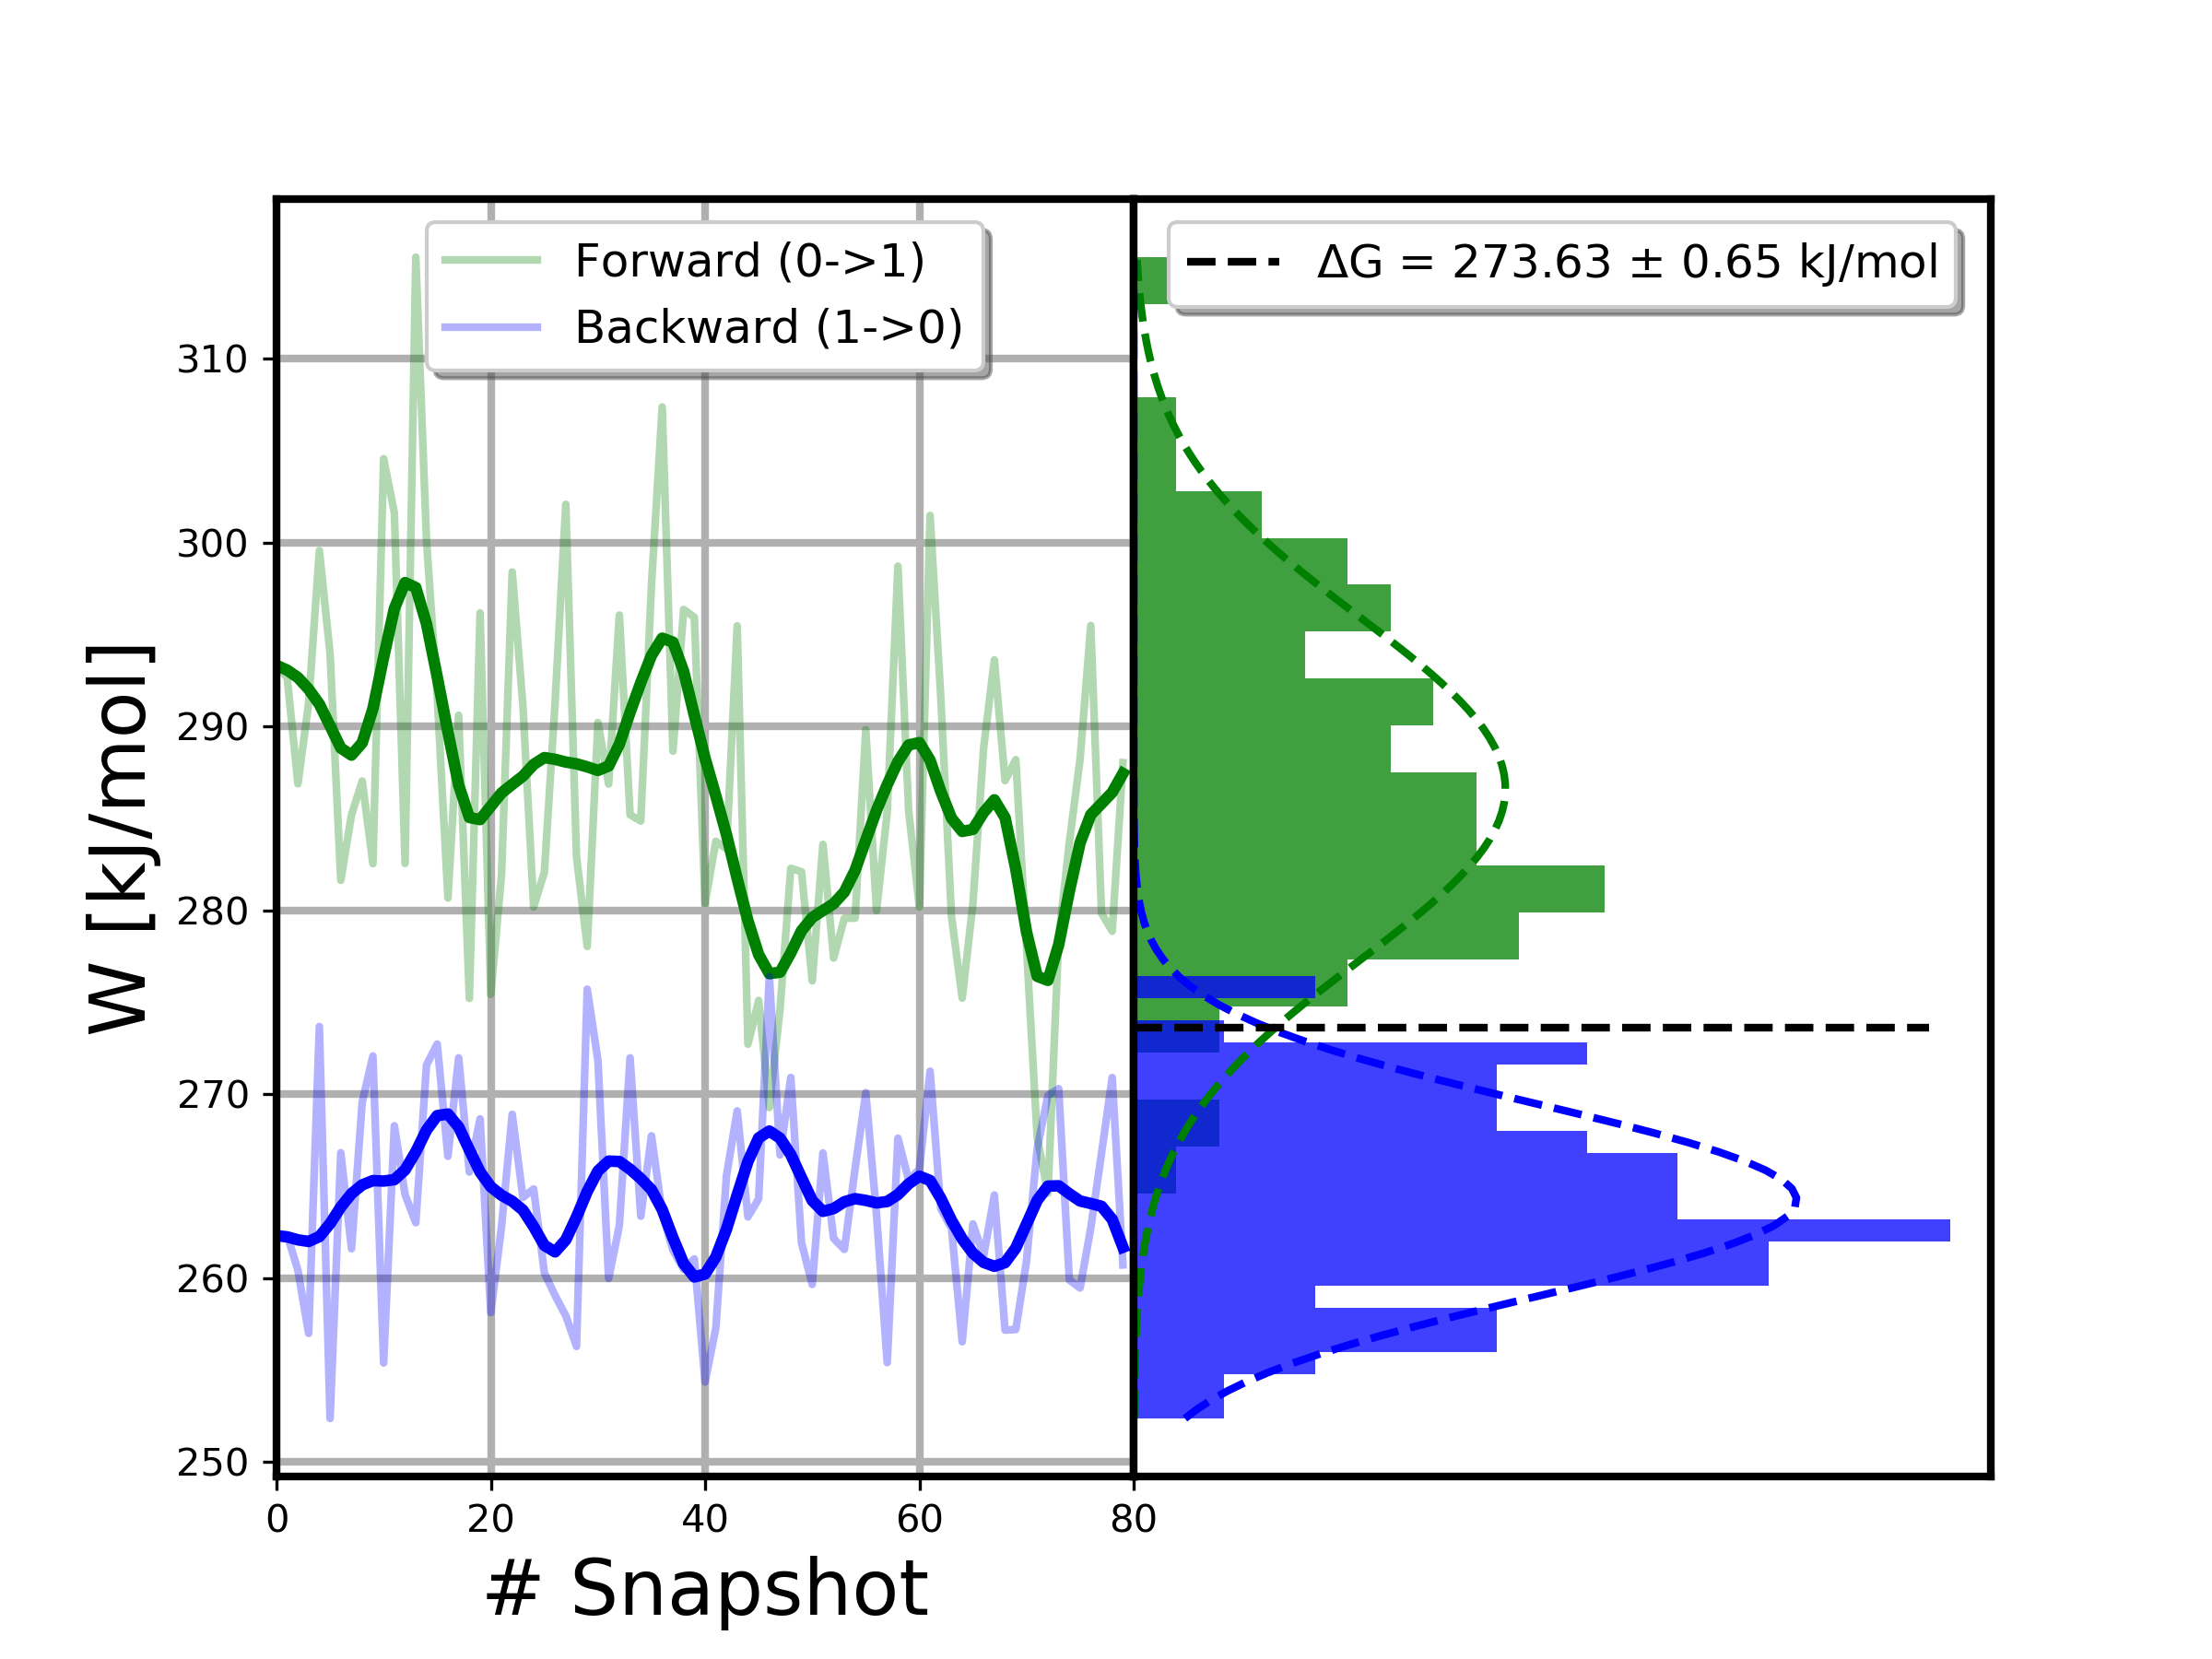 Forward (0->1)
Backward (1->0)
ΔG = 273.63 ± 0.65 kJ/mol
W [kJ/mol]
310
300
290
280
270
260
250
0
20
40
60
80
# Snapshot